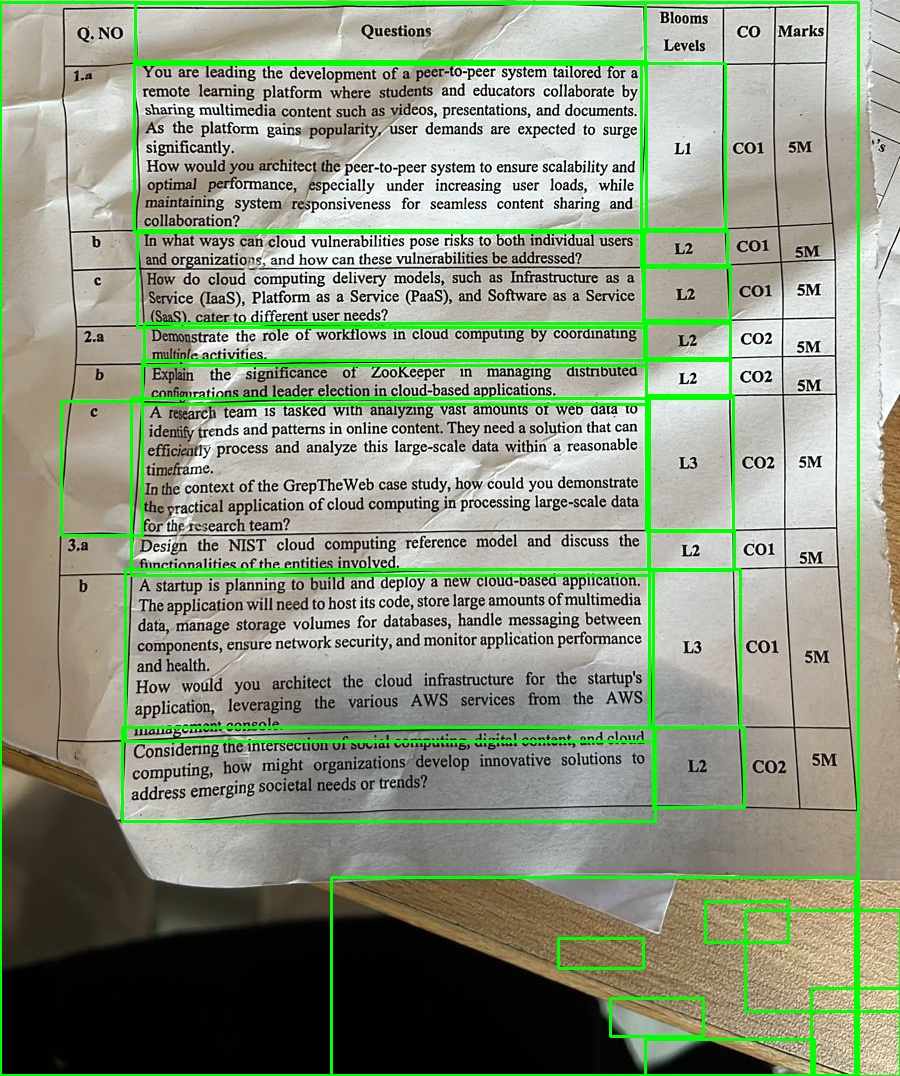 Q. NO Questions Blooms Levels CO Marks
1.a You are leading the development of a peer-to-peer system tailored for a
remote learning platform where students and educators collaborate by
sharing multimedia content such as videos, presentations, and documents.
As the platform gains popularity, user demands are expected to surge
significantly.
How would you architect the peer-to-peer system to ensure scalability and
optimal performance, especially under increasing user loads, while
maintaining system responsiveness for seamless content sharing and
collaboration?
L1 CO1 5M
b In what ways can cloud vulnerabilities pose risks to both individual users
and organizations, and how can these vulnerabilities be addressed?
L2 CO1 5M
c How do cloud computing delivery models, such as Infrastructure as a
Service (IaaS), Platform as a Service (PaaS), and Software as a Service
(SaaS), cater to different user needs?
L2 CO1 5M
2.a Demonstrate the role of workflows in cloud computing by coordinating
multiple activities.
L2 CO2 5M
b Explain the significance of ZooKeeper in managing distributed
configurations and leader election in cloud-based applications.
L2 CO2 5M
c A research team is tasked with analyzing vast amounts of web data to
identify trends and patterns in online content. They need a solution that can
efficiently process and analyze this large-scale data within a reasonable
timeframe.
In the context of the GrepTheWeb case study, how could you demonstrate
the practical application of cloud computing in processing large-scale data
for the research team?
L3 CO2 5M
3.a Design the NIST cloud computing reference model and discuss the
functionalities of the entities involved.
L2 CO1 5M
b A startup is planning to build and deploy a new cloud-based application.
The application will need to host its code, store large amounts of multimedia
data, manage storage volumes for databases, handle messaging between
components, ensure network security, and monitor application performance
and health.
How would you architect the cloud infrastructure for the startup's
application, leveraging the various AWS services from the AWS
management console.
L3 CO1 5M
Considering the intersection of social computing, digital content, and cloud
computing, how might organizations develop innovative solutions to
address emerging societal needs or trends?
L2 CO2 5M